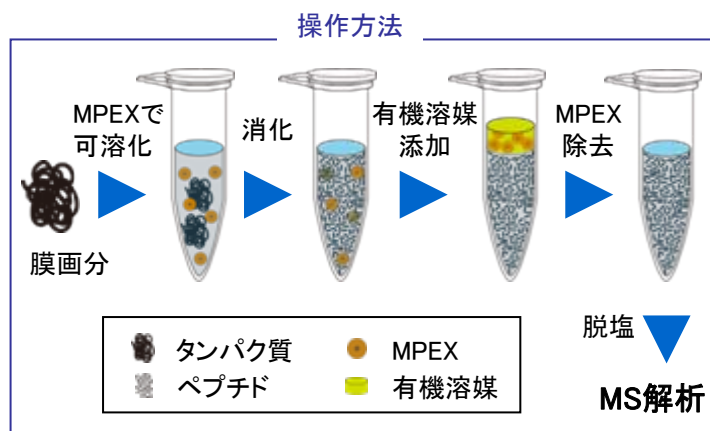 操作方法
MPEXで
可溶化
消化
有機溶媒
添加
MPEX
除去
膜画分
タンパク質
MPEX
ペプチド
有機溶媒
脱塩
MS解析